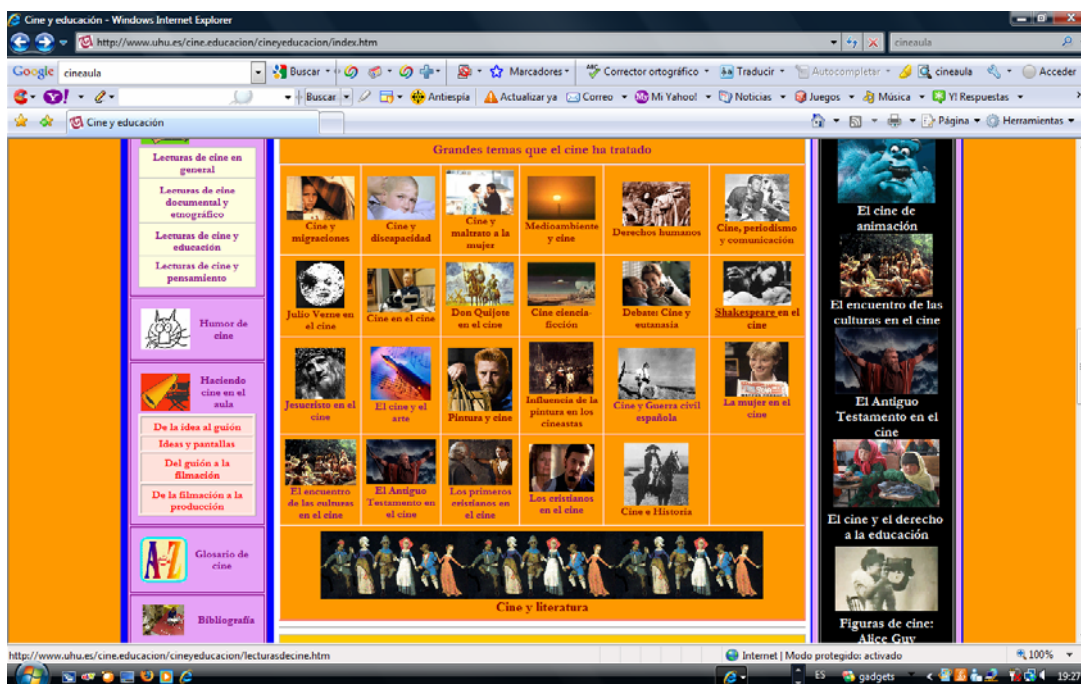 Cine y educación - Windows Internet Explorer
http://www.uhu.es/cine.educacion/cineyeducacion/index.htm
cineaula
Google
cineaula
Buscar
Marcadores
Corrector ortográfico
Traducir
Autocompletar
cineaula
Acceder
Y!
Buscar
Antiespía
Actualizar ya
Correo
Mi Yahoo!
Noticias
Juegos
Música
Y! Respuestas
Cine y educación
Página
Herramientas
Lecturas de cine en
general
Lecturas de cine
documental y
etnográfico
Lecturas de cine y
educación
Lecturas de cine y
pensamiento
Humor de
cine
Haciendo
cine en el
aula
De la idea al guión
Ideas y pantallas
Del guión a la
filmación
De la filmación a la
producción
A-Z
Glosario de
cine
Bibliografía
Grandes temas que el cine ha tratado
Cine y
migraciones
Cine y
discapacidad
Cine y
maltrato a la
mujer
Medioambiente
y cine
Derechos humanos
Cine, periodismo
y comunicación
Julio Verne en
el cine
Cine en el cine
Don Quijote
en el cine
Cine ciencia-
ficción
Debate: Cine y
eutanasia
Shakespeare en el
cine
Jesucristo en el
cine
El cine y el
arte
Pintura y cine
Influencia de la
pintura en los
cineastas
Cine y Guerra civil
española
La mujer en el
cine
El encuentro
de las culturas
en el cine
El Antiguo
Testamento en
el cine
Los primeros
cristianos en
el cine
Los cristianos
en el cine
Cine e Historia
Cine y literatura
El cine de
animación
El encuentro de las
culturas en el cine
El Antiguo
Testamento en el
cine
El cine y el derecho
a la educación
Figuras de cine:
Alice Guy
http://www.uhu.es/cine.educacion/cineyeducacion/lecturasdecine.htm
Internet | Modo protegido: activado
100%
ES
gadgets
19:27